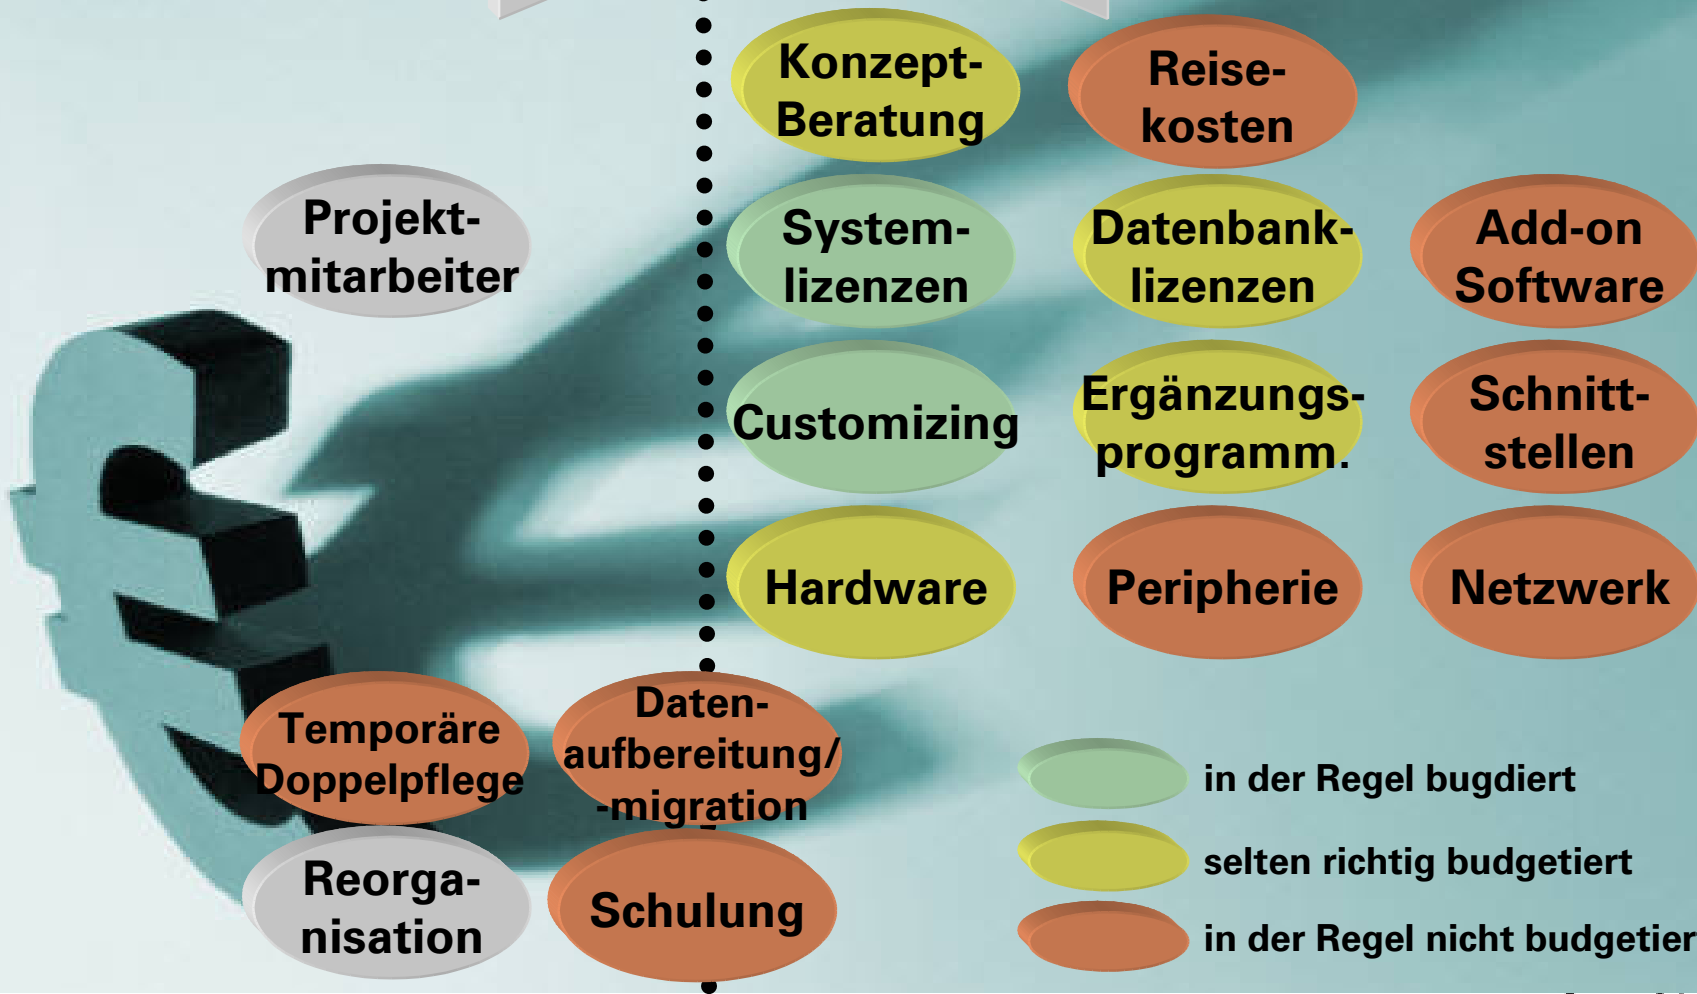 Konzept-
Beratung
Reise-
kosten
Projekt-
mitarbeiter
System-
lizenzen
Datenbank-
lizenzen
Add-on
Software
Customizing
Ergänzungs-
programm.
Schnitt-
stellen
Hardware
Peripherie
Netzwerk
Temporäre
Doppelpflege
Daten-
aufbereitung/
-migration
Reorga-
nisation
Schulung
in der Regel bugdiert
selten richtig budgetiert
in der Regel nicht budgetiert